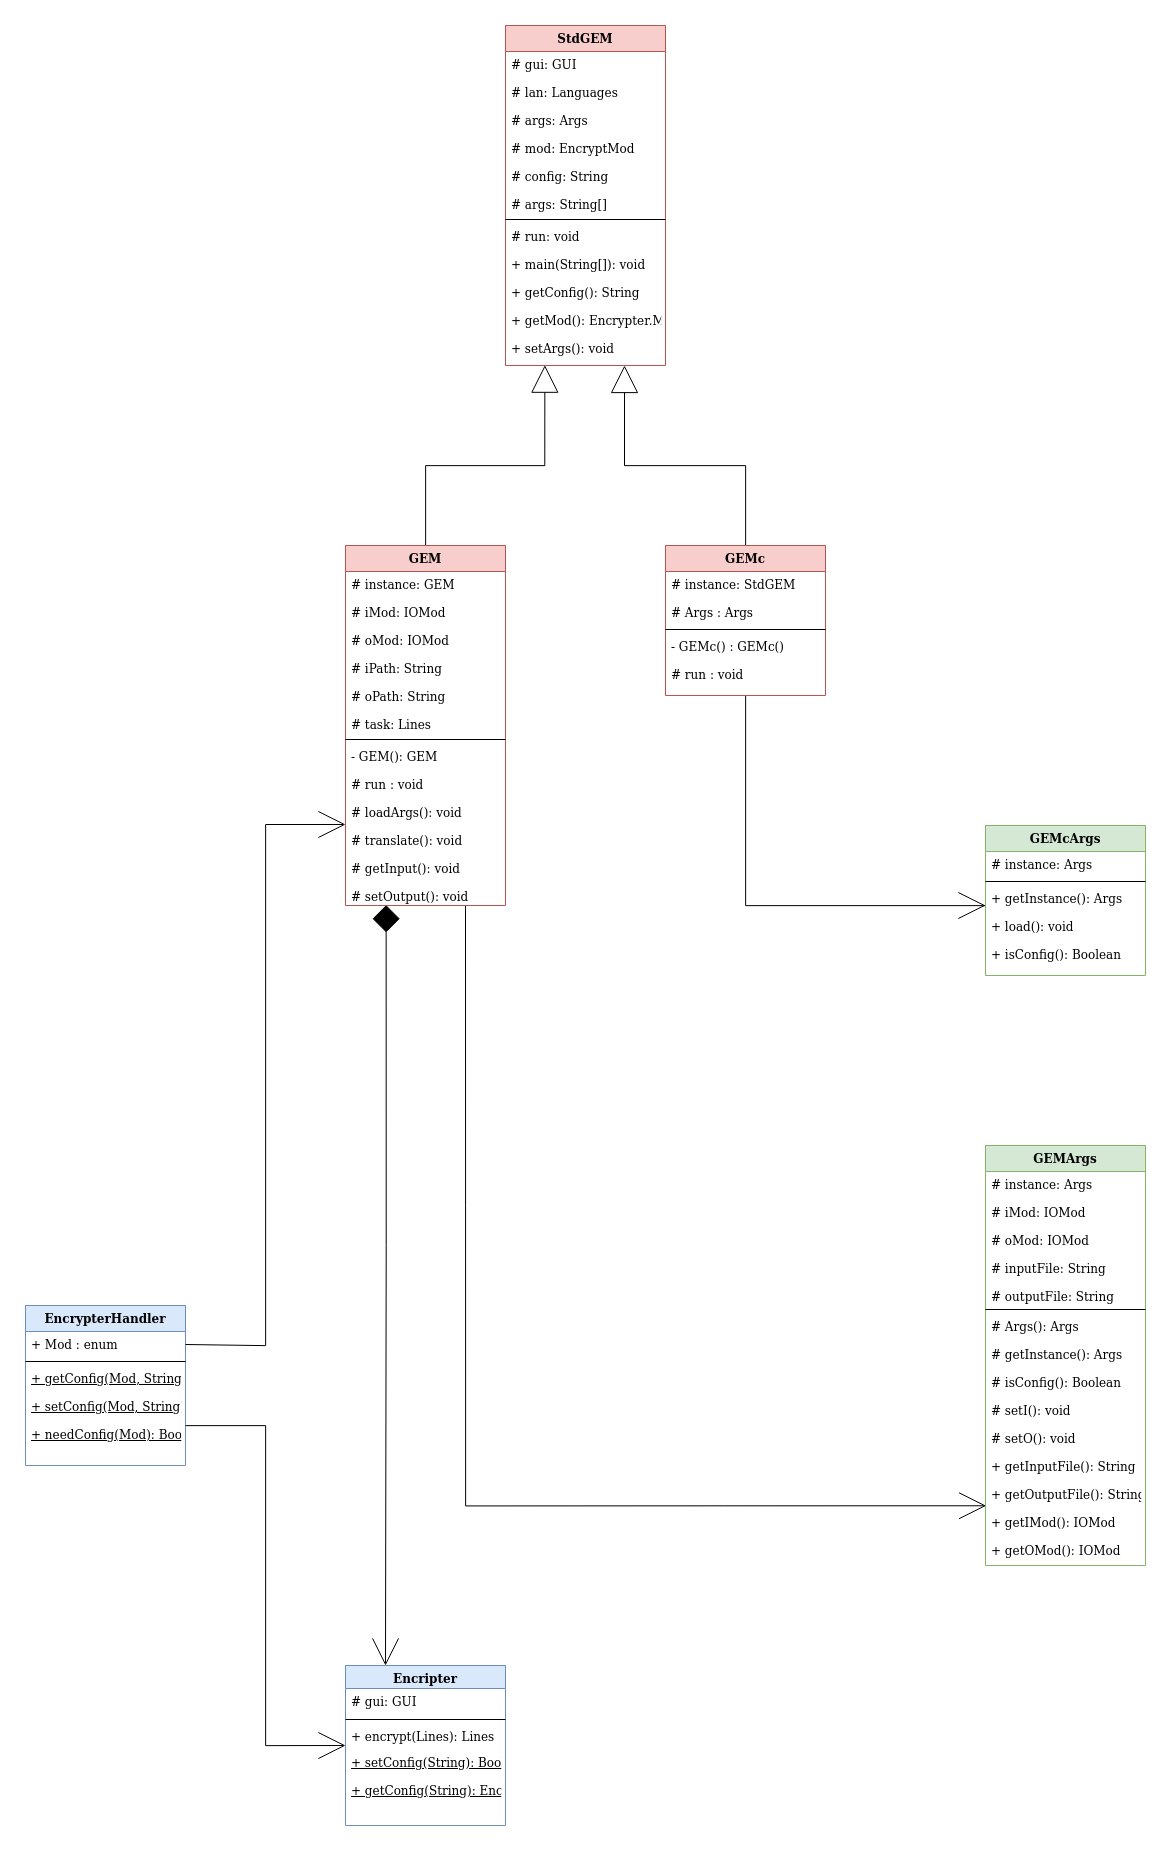 StdGEM
# gui: GUI
# lan: Languages
# args: Args
# mod: EncryptMod
# config: String
# args: String[]
# run: void
+ main(String[]): void
+ getConfig(): String
+ getMod(): Encrypter.M
+ setArgs(): void
GEM
# instance: GEM
# iMod: IOMod
# oMod: IOMod
# iPath: String
# oPath: String
# task: Lines
- GEM(): GEM
# run : void
# loadArgs(): void
# translate(): void
# getInput(): void
# setOutput(): void
GEMc
# instance: StdGEM
# Args : Args
- GEMc() : GEMc()
# run : void
GEMcArgs
# instance: Args
+ getInstance(): Args
+ load(): void
+ isConfig(): Boolean
GEMArgs
# instance: Args
# iMod: IOMod
# oMod: IOMod
# inputFile: String
# outputFile: String
# Args(): Args
# getInstance(): Args
# isConfig(): Boolean
# setI(): void
# setO(): void
+ getInputFile(): String
+ getOutputFile(): String
+ getIMod(): IOMod
+ getOMod(): IOMod
EncrypterHandler
+ Mod : enum
+ getConfig(Mod, String
+ setConfig(Mod, String
+ needConfig(Mod): Boo
Encripter
# gui: GUI
+ encrypt(Lines): Lines
+ setConfig(String): Boo
+ getConfig(String): Enc